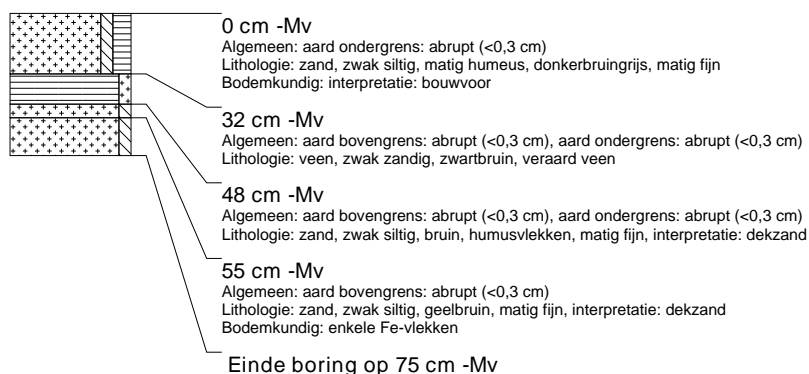 0 cm -Mv
Algemeen: aard ondergrens: abrupt (<0,3 cm)
Lithologie: zand, zwak siltig, matig humeus, donkerbruingrijs, matig fijn
Bodemkundig: interpretatie: bouwvoor
32 cm -Mv
Algemeen: aard bovengrens: abrupt (<0,3 cm), aard ondergrens: abrupt (<0,3 cm)
Lithologie: veen, zwak zandig, zwartbruin, veraard veen
48 cm -Mv
Algemeen: aard bovengrens: abrupt (<0,3 cm), aard ondergrens: abrupt (<0,3 cm)
Lithologie: zand, zwak siltig, bruin, humusvlekken, matig fijn, interpretatie: dekzand
55 cm -Mv
Algemeen: aard bovengrens: abrupt (<0,3 cm)
Lithologie: zand, zwak siltig, geelbruin, matig fijn, interpretatie: dekzand
Bodemkundig: enkele Fe-vlekken
Einde boring op 75 cm -Mv